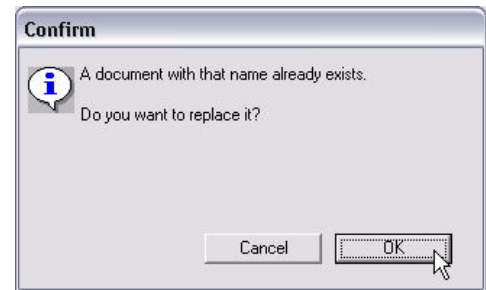 Confirm
A document with that name already exists.
Do you want to replace it?
Cancel
OK